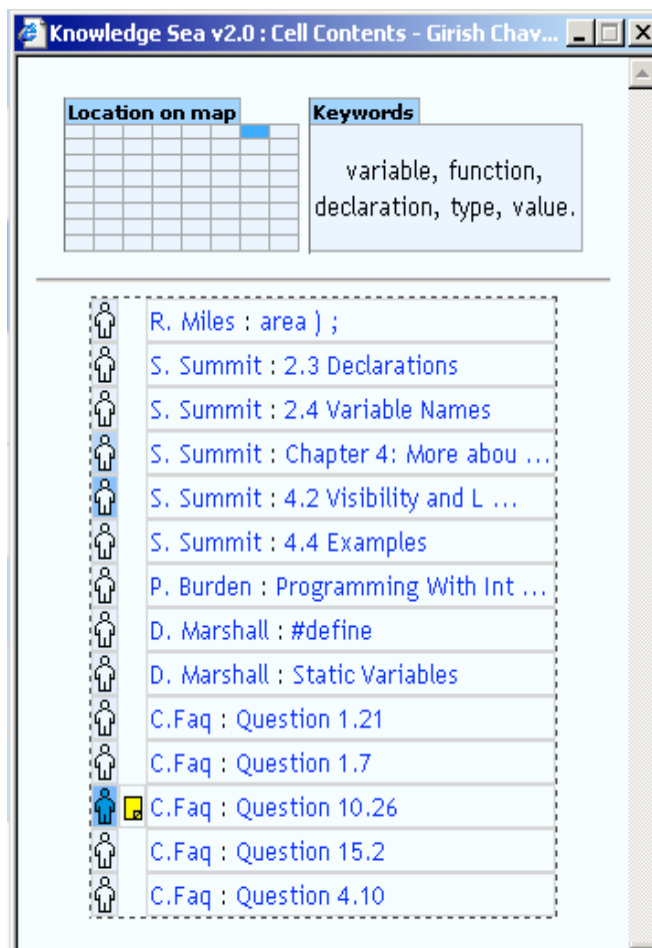 Knowledge Sea v2.0 : Cell Contents - Girish Chav...
Location on map
Keywords
variable, function,
declaration, type, value.
R. Miles : area ) ;
S. Summit : 2.3 Declarations
S. Summit : 2.4 Variable Names
S. Summit : Chapter 4: More abou ...
S. Summit : 4.2 Visibility and L ...
S. Summit : 4.4 Examples
P. Burden : Programming With Int ...
D. Marshall : #define
D. Marshall : Static Variables
C.Faq : Question 1.21
C.Faq : Question 1.7
C.Faq : Question 10.26
C.Faq : Question 15.2
C.Faq : Question 4.10